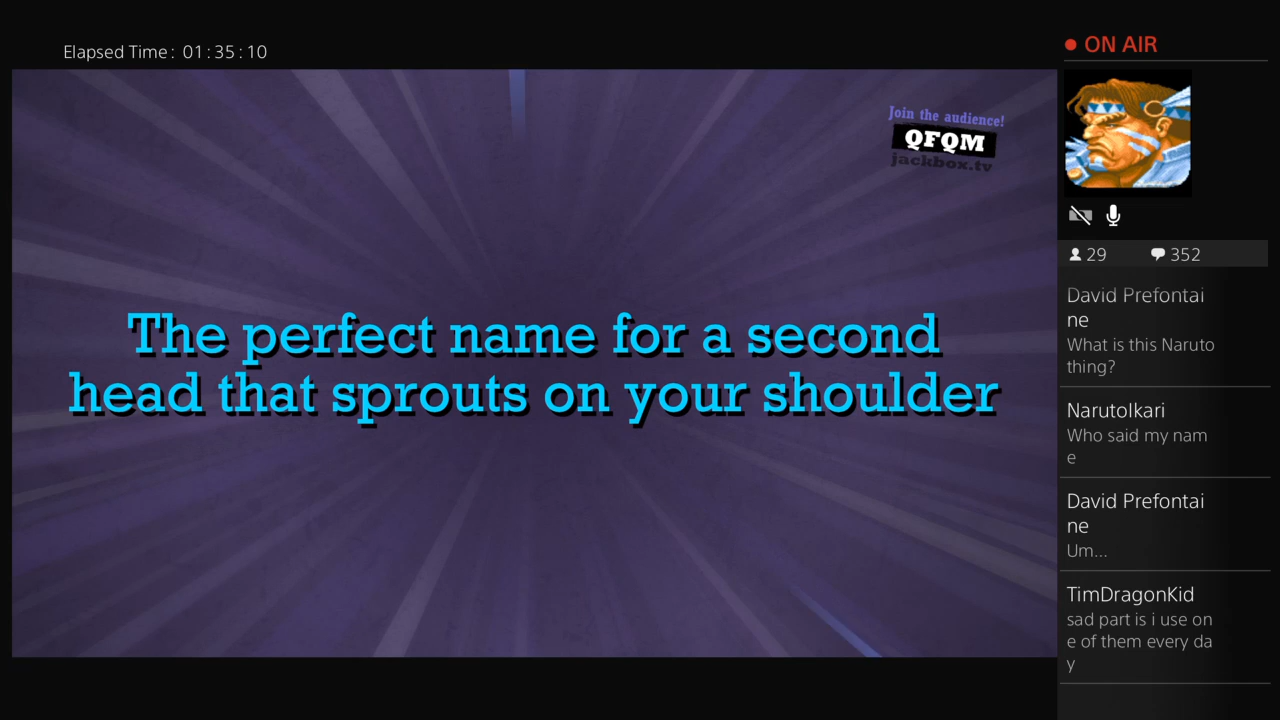 Elapsed Time: 01:35:10
ON AIR
Join the audience!
QFQM
jackbox.tv
The perfect name for a second
head that sprouts on your shoulder
29 352
David Prefontai
ne
What is this Naruto
thing?
NarutoIkari
Who said my nam
e
David Prefontai
ne
Um...
TimDragonKid
sad part is i use on
e of them every da
y